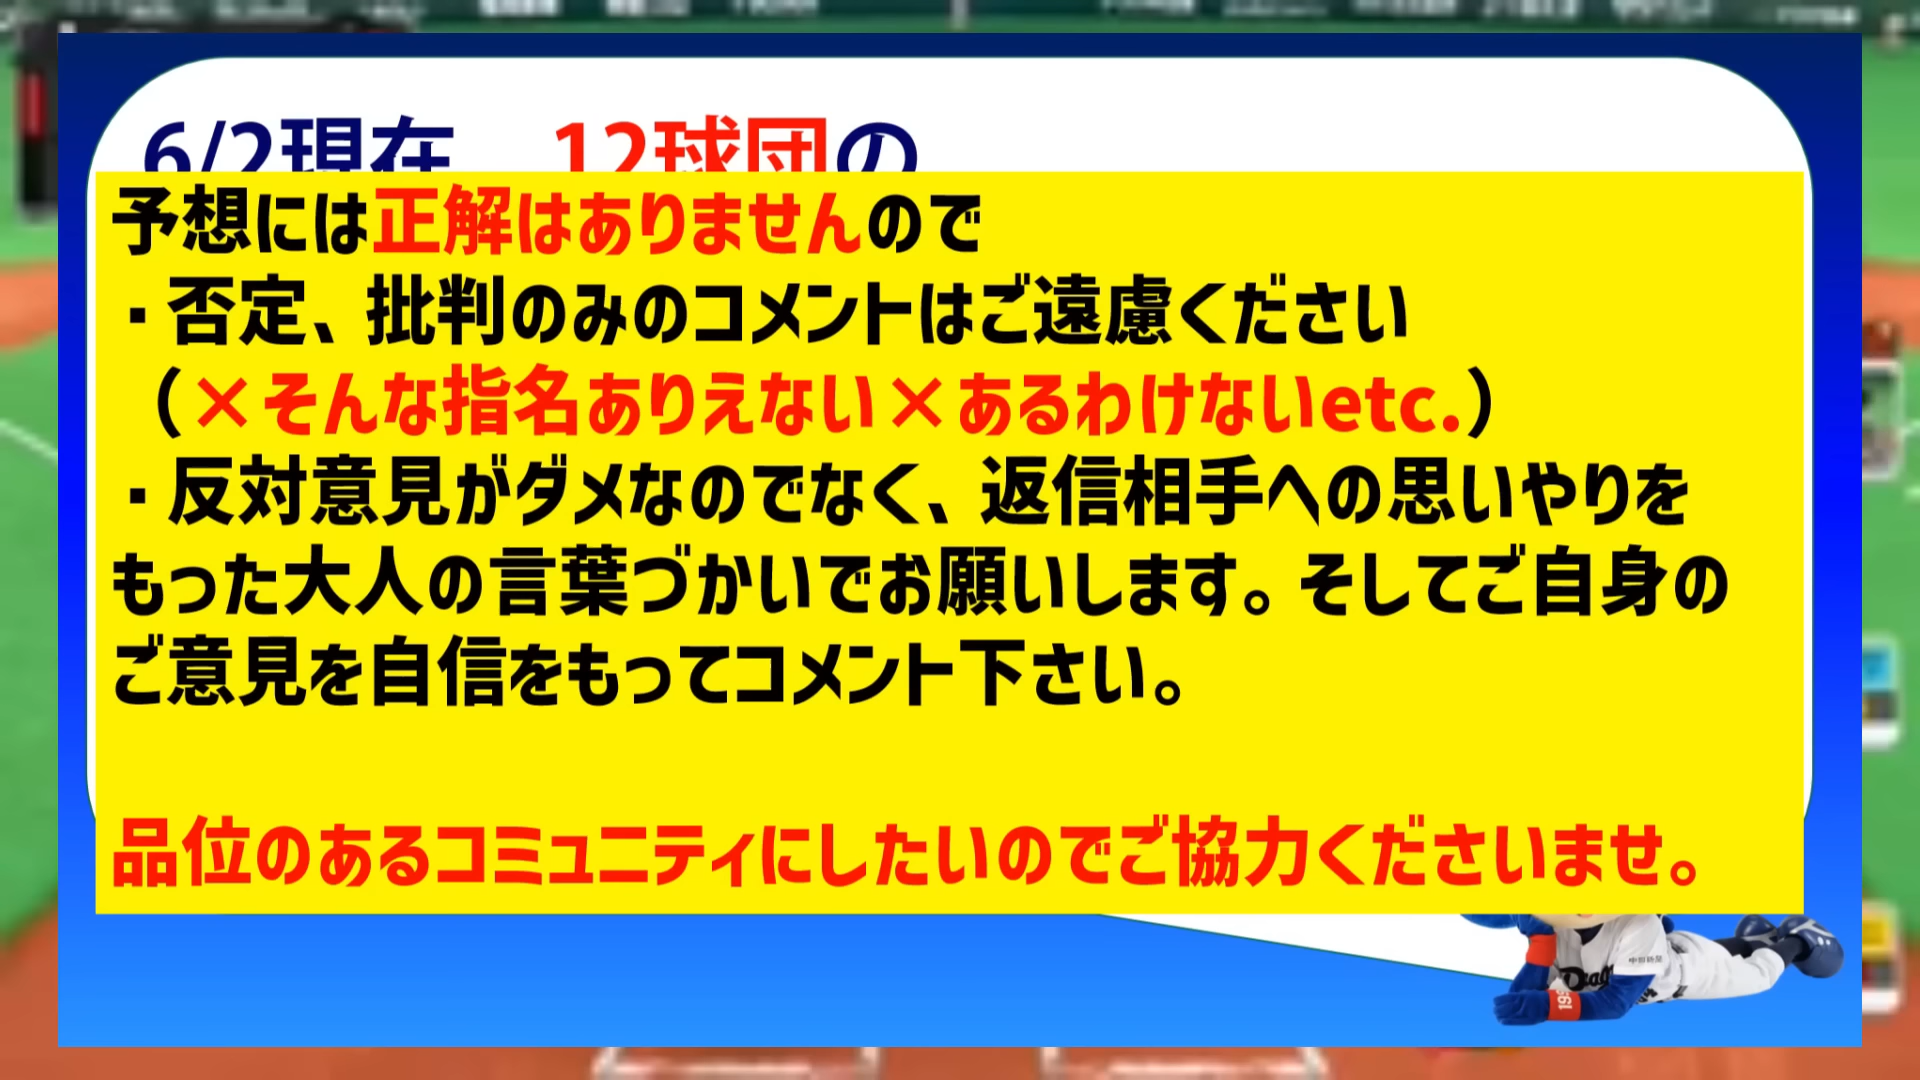 6/2現在 12球団の
予想には正解はありませんので
・否定、批判のみのコメントはご遠慮ください
（×そんな指名ありえない×あるわけないetc.）
・反対意見がダメなのでなく、返信相手への思いやりを
もった大人の言葉づかいでお願いします。そしてご自身の
ご意見を自信をもってコメント下さい。
品位のあるコミュニティにしたいのでご協力くださいませ。